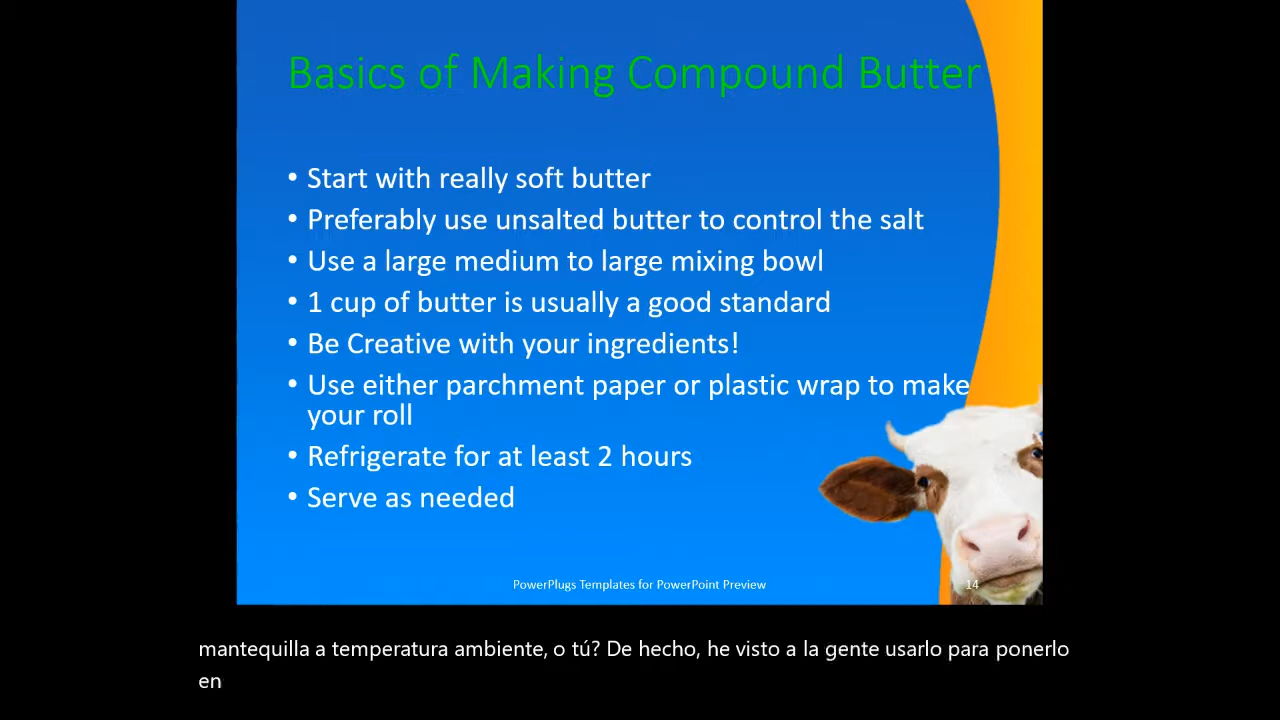 Basics of Making Compound Butter
• Start with really soft butter
• Preferably use unsalted butter to control the salt
• Use a large medium to large mixing bowl
• 1 cup of butter is usually a good standard
• Be Creative with your ingredients!
• Use either parchment paper or plastic wrap to make
your roll
• Refrigerate for at least 2 hours
• Serve as needed
PowerPlugs Templates for PowerPoint Preview
14
mantequilla a temperatura ambiente, o tú? De hecho, he visto a la gente usarlo para ponerlo
en